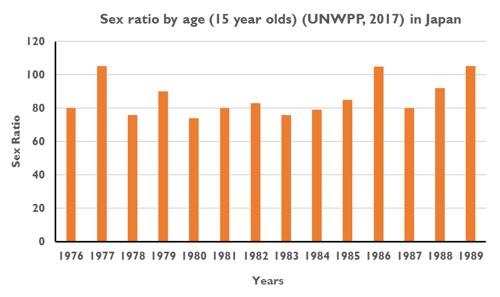 Sex ratio by age (15 year olds) (UNWPP, 2017) in Japan
120
100
80
60
40
20
0
Sex Ratio
1976 1977 1978 1979 1980 1981 1982 1983 1984 1985 1986 1987 1988 1989
Years